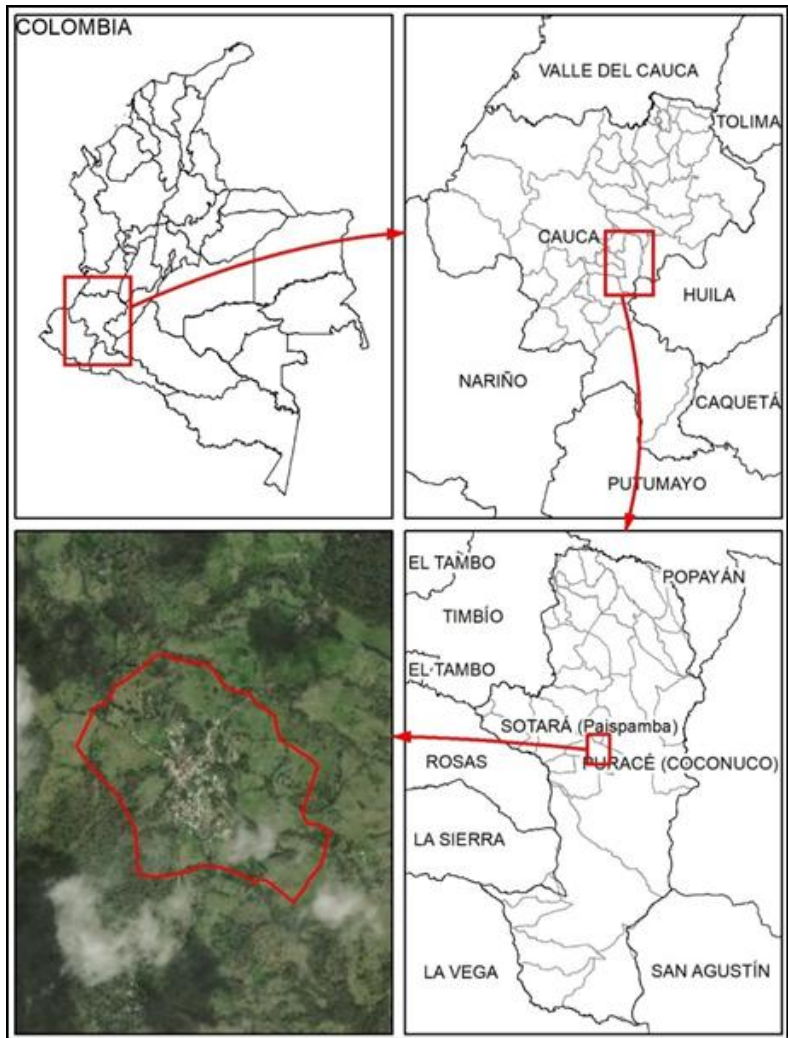 COLOMBIA
VALLE DEL CAUCA
TOLIMA
CAUCA
HUILA
NARIÑO
CAQUETÁ
PUTUMAYO
EL TAMBO
POPAYÁN
TIMBÍO
EL TAMBO
SOTARÁ (Paispamba)
ROSAS
PURACÉ (COCONUCO)
LA SIERRA
LA VEGA
SAN AGUSTÍN